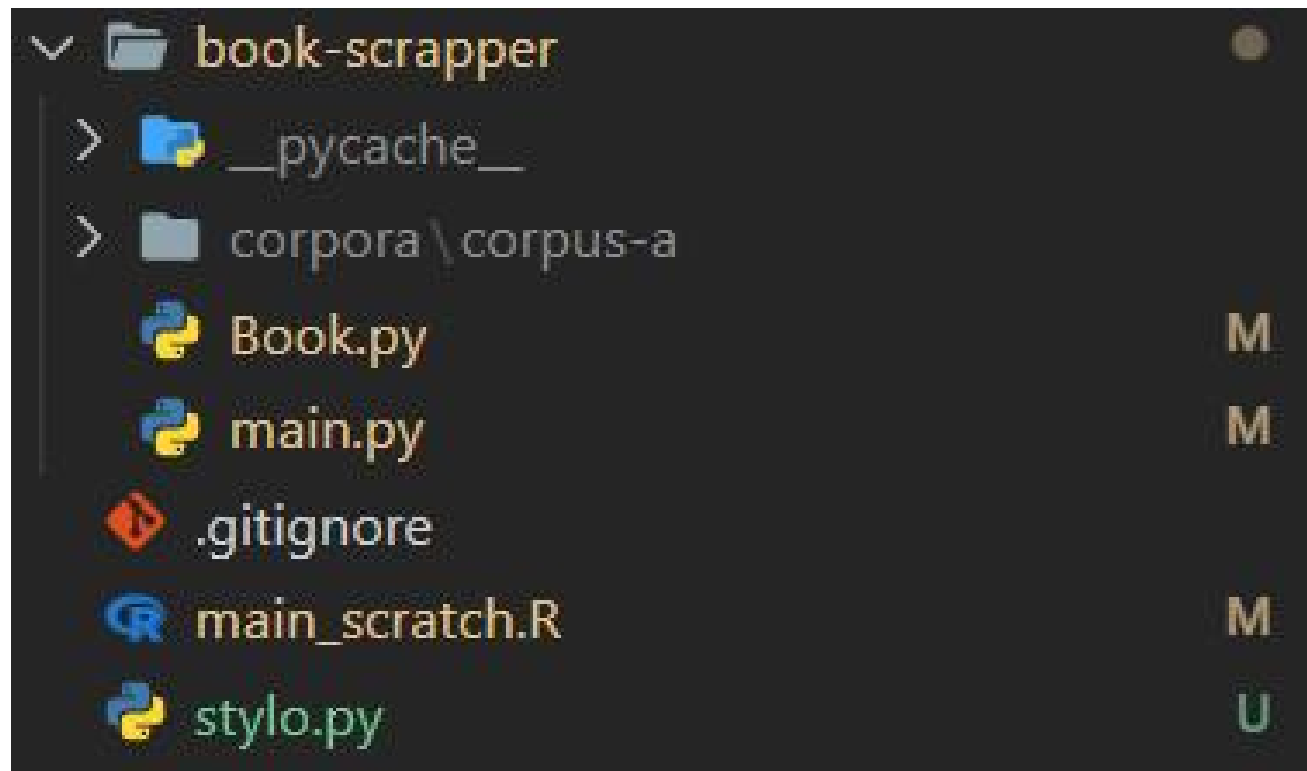 book-scrapper
__pycache__
corpora\corpus-a
Book.py M
main.py M
.gitignore
main_scratch.R M
stylo.py U